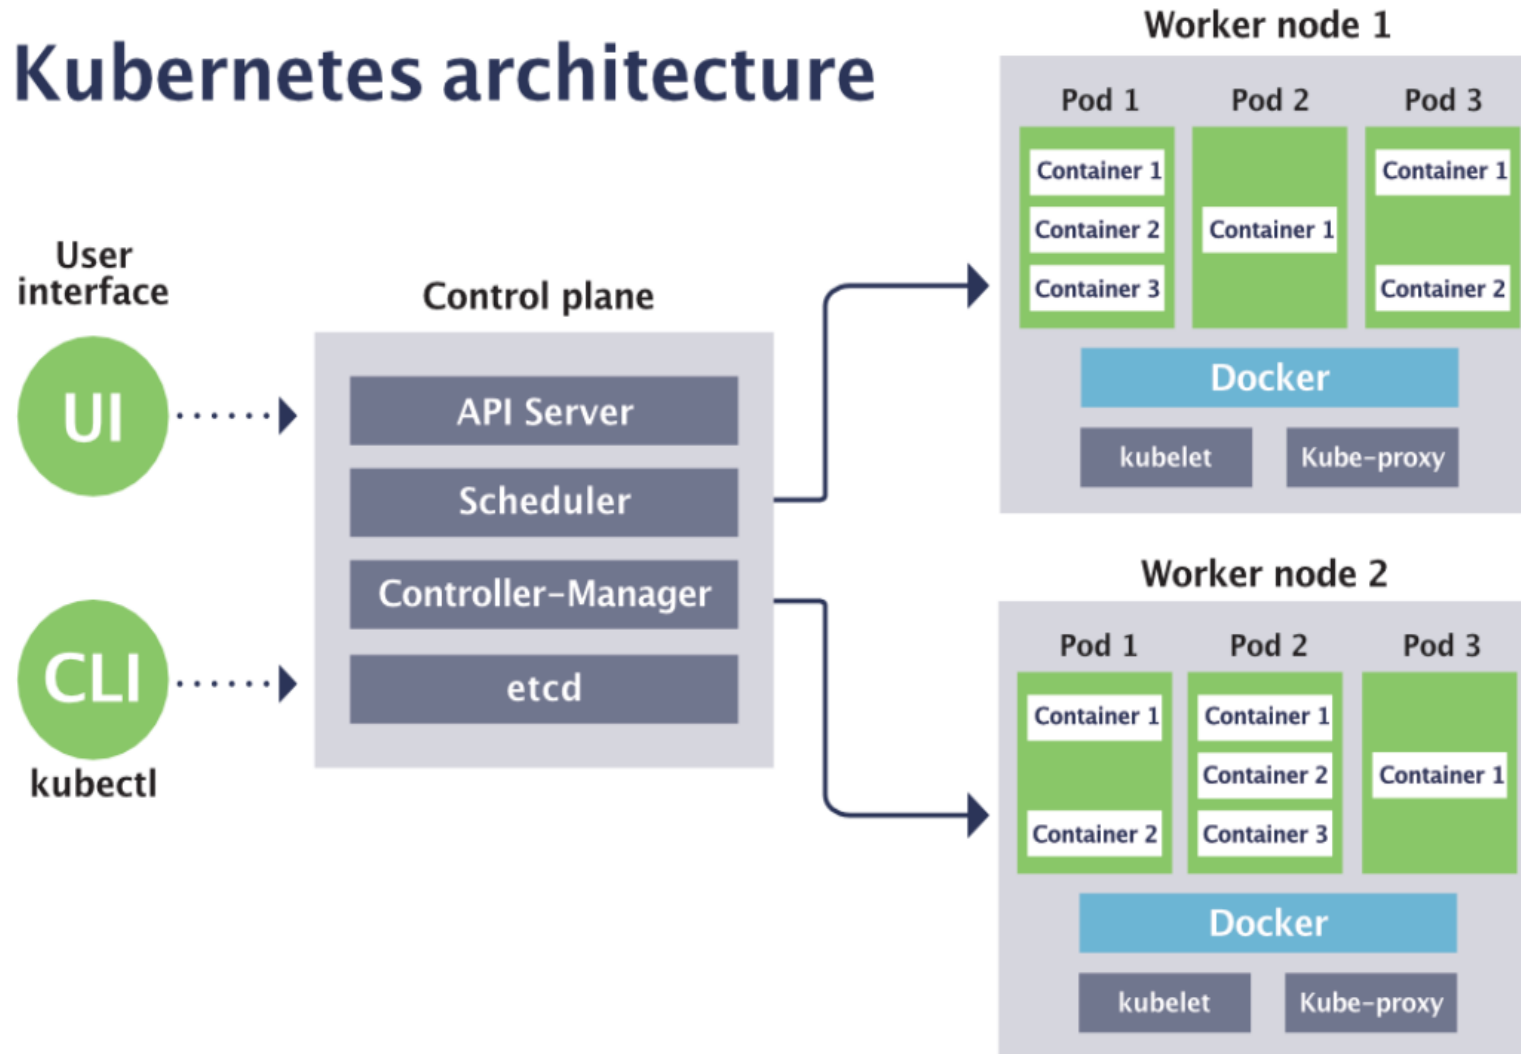 Kubernetes architecture
User
interface
UI
CLI
kubectl
Control plane
API Server
Scheduler
Controller-Manager
etcd
Worker node 1
Pod 1
Pod 2
Pod 3
Container 1
Container 2
Container 3
Container 1
Container 1
Container 2
Docker
kubelet
Kube-proxy
Worker node 2
Pod 1
Pod 2
Pod 3
Container 1
Container 2
Container 1
Container 2
Container 3
Container 1
Docker
kubelet
Kube-proxy